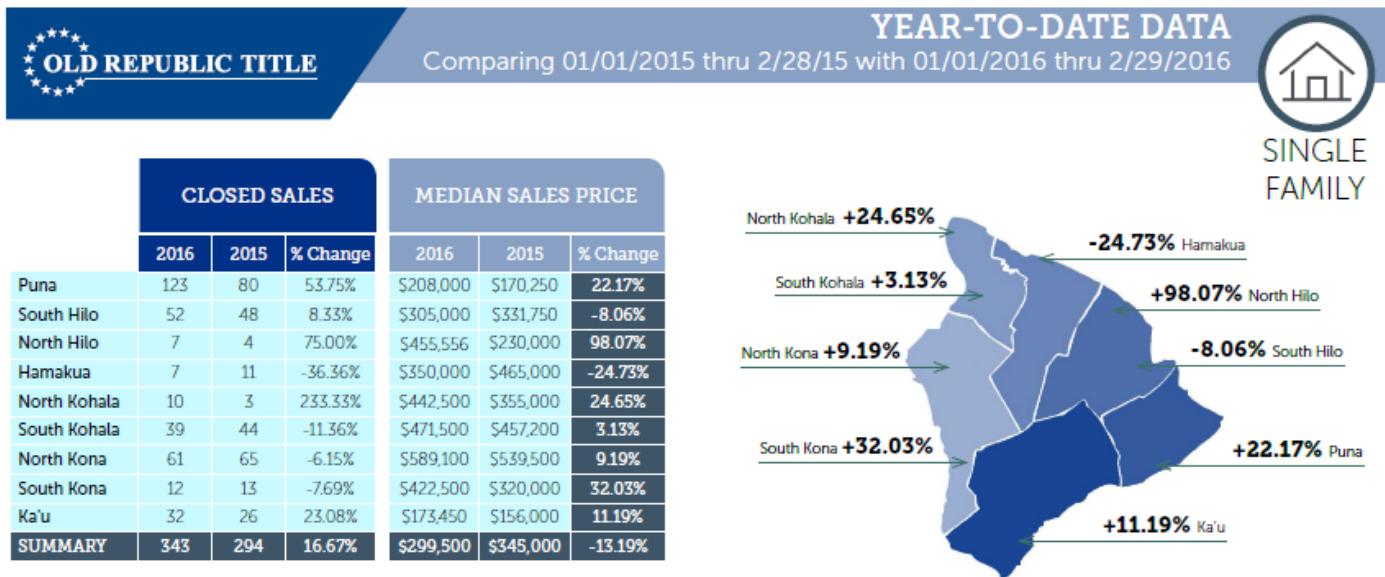 YEAR-TO-DATE DATA
OLD REPUBLIC TITLE
Comparing 01/01/2015 thru 2/28/15 with 01/01/2016 thru 2/29/2016
SINGLE
FAMILY
CLOSED SALES MEDIAN SALES PRICE
2016 2015 % Change 2016 2015 % Change
Puna 123 80 53.75% $208,000 $170,250 22.17%
South Hilo 52 48 8.33% $305,000 $331,750 -8.06%
North Hilo 7 4 75.00% $455,556 $230,000 98.07%
Hamakua 7 11 -36.36% $350,000 $465,000 -24.73%
North Kohala 10 3 233.33% $442,500 $355,000 24.65%
South Kohala 39 44 -11.36% $471,500 $457,200 3.13%
North Kona 61 65 -6.15% $589,100 $539,500 9.19%
South Kona 12 13 -7.69% $422,500 $320,000 32.03%
Ka'u 32 26 23.08% $173,450 $156,000 11.19%
SUMMARY 343 294 16.67% $299,500 $345,000 -13.19%
North Kohala +24.65%
-24.73% Hamakua
South Kohala +3.13%
+98.07% North Hilo
North Kona +9.19%
-8.06% South Hilo
South Kona +32.03%
+22.17% Puna
+11.19% Ka'u